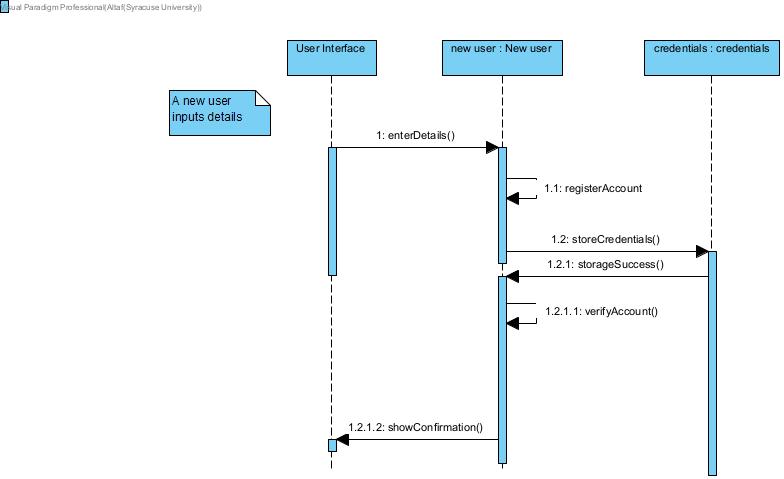 Visual Paradigm Professional(Altaf(Syracuse University))
User Interface
new user : New user
credentials : credentials
A new user
inputs details
1: enterDetails()
1.1: registerAccount
1.2: storeCredentials()
1.2.1: storageSuccess()
1.2.1.1: verifyAccount()
1.2.1.2: showConfirmation()